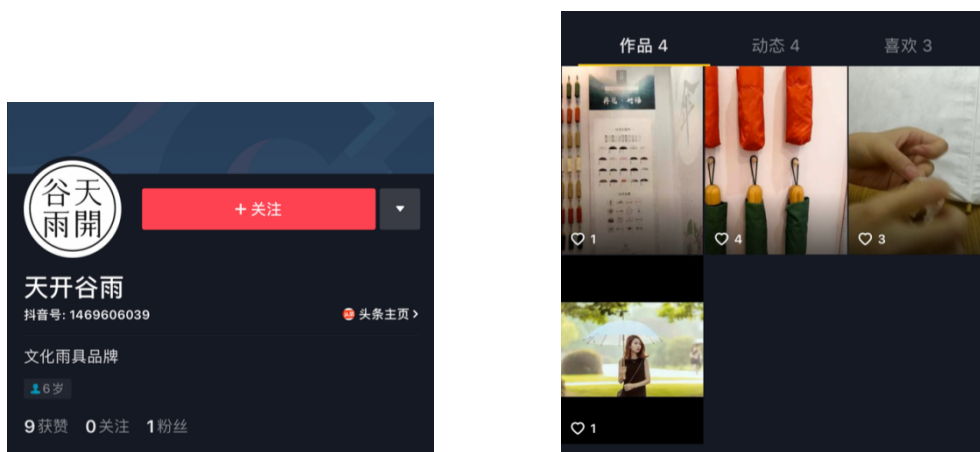 谷天
雨開
+ 关注
天开谷雨
抖音号: 1469606039
头条主页
文化雨具品牌
6岁
9获赞 0关注 1粉丝
作品 4 动态 4 喜欢 3
1
4
3
1